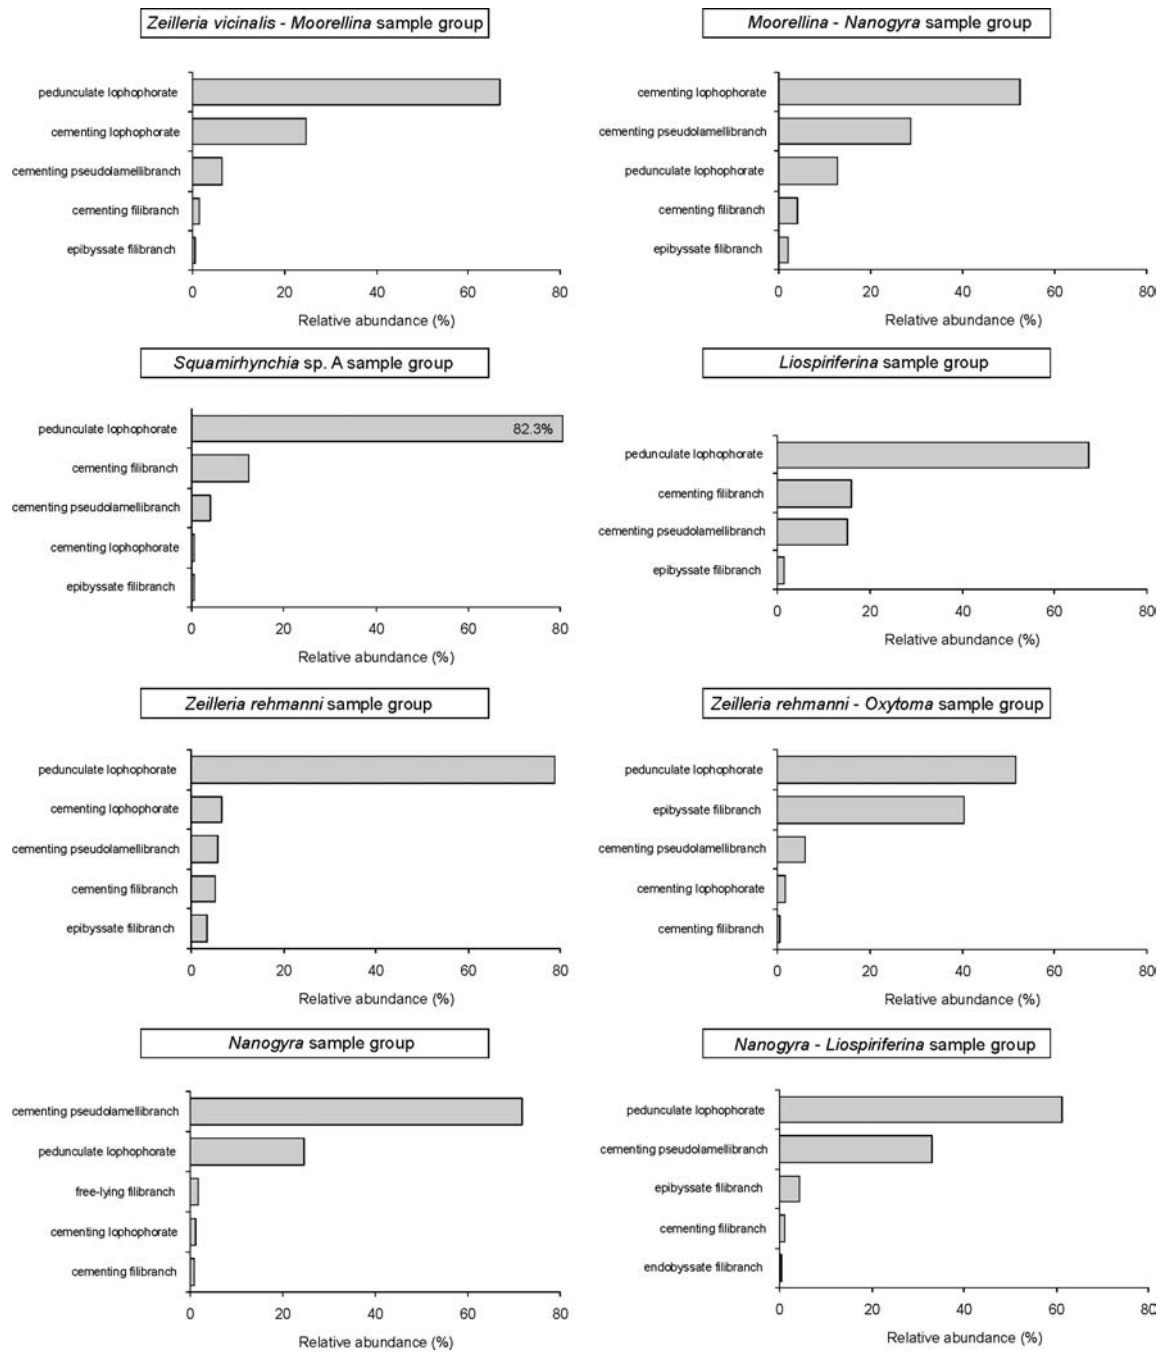 Zeilleria vicinalis - Moorellina sample group
pedunculate lophophorate
cementing lophophorate
cementing pseudolamellibranch
cementing filibranch
epibyssate filibranch
0 20 40 60 80
Relative abundance (%)
Moorellina - Nanogyra sample group
cementing lophophorate
cementing pseudolamellibranch
pedunculate lophophorate
cementing filibranch
epibyssate filibranch
0 20 40 60 80
Relative abundance (%)
Squamirhynchia sp. A sample group
pedunculate lophophorate
82.3%
cementing filibranch
cementing pseudolamellibranch
cementing lophophorate
epibyssate filibranch
0 20 40 60 80
Relative abundance (%)
Liospiriferina sample group
pedunculate lophophorate
cementing filibranch
cementing pseudolamellibranch
epibyssate filibranch
0 20 40 60 80
Relative abundance (%)
Zeilleria rehmanni sample group
pedunculate lophophorate
cementing lophophorate
cementing pseudolamellibranch
cementing filibranch
epibyssate filibranch
0 20 40 60 80
Relative abundance (%)
Zeilleria rehmanni - Oxytoma sample group
pedunculate lophophorate
epibyssate filibranch
cementing pseudolamellibranch
cementing lophophorate
cementing filibranch
0 20 40 60 80
Relative abundance (%)
Nanogyra sample group
cementing pseudolamellibranch
pedunculate lophophorate
free-lying filibranch
cementing lophophorate
cementing filibranch
0 20 40 60 80
Relative abundance (%)
Nanogyra - Liospiriferina sample group
pedunculate lophophorate
cementing pseudolamellibranch
epibyssate filibranch
cementing filibranch
endobyssate filibranch
0 20 40 60 80
Relative abundance (%)